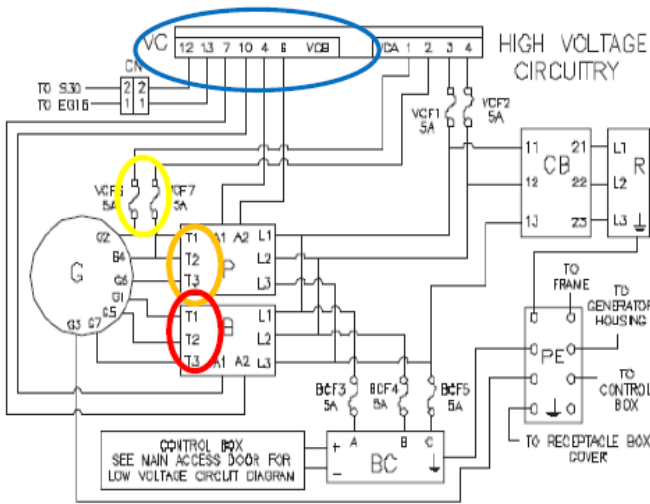 VC 12 13 7 10 4 6 VCB VCA 1 2 3 4
HIGH VOLTAGE
CIRCUITRY
CN
TO S30 2 2
TO EG16 1 1
VCF1
5A
VCF2
5A
11 21 L1
CB R
12 22 L2
13 23 L3
VCF6
5A
VCF7
5A
G
G2
G4
G6
G1
G5
G3
G7
T1 A1 A2 L1
T2 P L2
T3 L3
T1 L1
T2 B L2
T3 A1 A2 L3
TO
FRAME
TO
GENERATOR
HOUSING
PE
TO
CONTROL
BOX
TO RECEPTACLE BOX
COVER
BCF3
5A
BCF4
5A
BCF5
5A
CONTROL BOX
SEE MAIN ACCESS DOOR FOR
LOW VOLTAGE CIRCUIT DIAGRAM
+ A B C
- BC